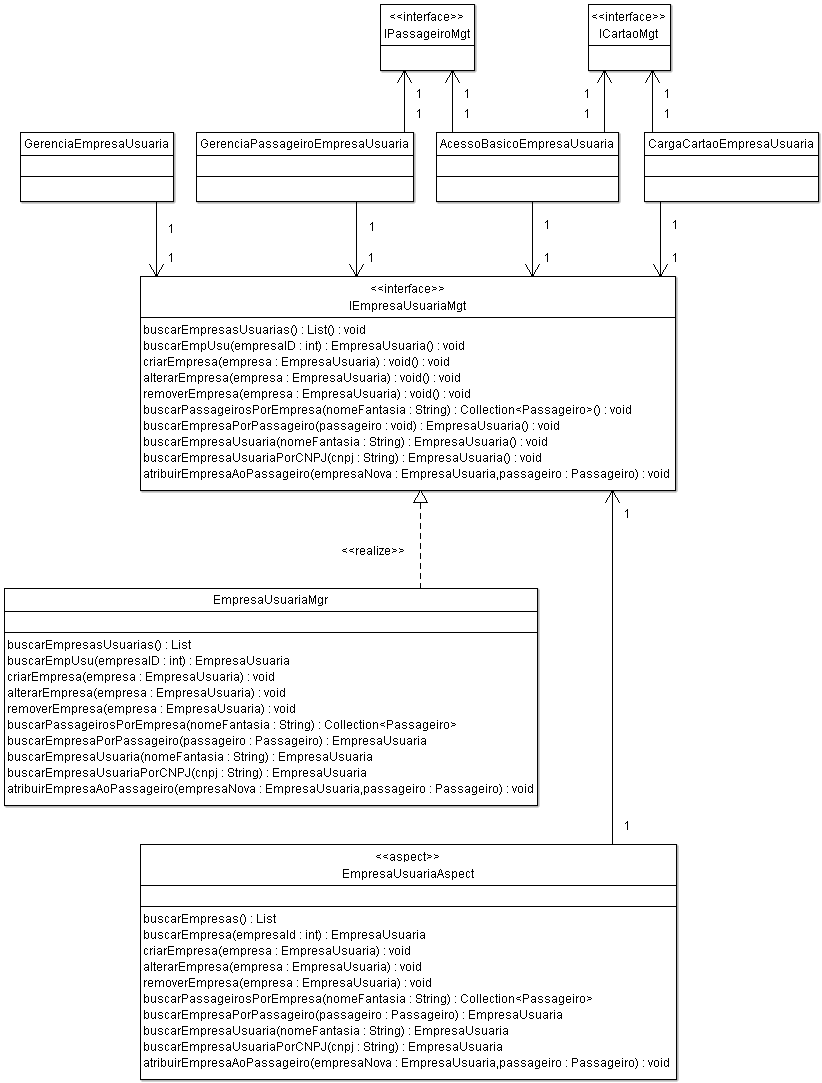 <<interface>>
IPassageiroMgt
<<interface>>
ICartaoMgt
1
1
1
1
1
1
1
1
GerenciaEmpresaUsuaria
GerenciaPassageiroEmpresaUsuaria
AcessoBasicoEmpresaUsuaria
CargaCartaoEmpresaUsuaria
1
1
1
1
1
1
1
1
<<interface>>
IEmpresaUsuariaMgt
buscarEmpresasUsuarias() : List() : void
buscarEmpUsu(empresaID : int) : EmpresaUsuaria() : void
criarEmpresa(empresa : EmpresaUsuaria) : void() : void
alterarEmpresa(empresa : EmpresaUsuaria) : void() : void
removerEmpresa(empresa : EmpresaUsuaria) : void() : void
buscarPassageirosPorEmpresa(nomeFantasia : String) : Collection<Passageiro>() : void
buscarEmpresaPorPassageiro(passageiro : void) : EmpresaUsuaria() : void
buscarEmpresaUsuaria(nomeFantasia : String) : EmpresaUsuaria() : void
buscarEmpresaUsuariaPorCNPJ(cnpj : String) : EmpresaUsuaria() : void
atribuirEmpresaAoPassageiro(empresaNova : EmpresaUsuaria,passageiro : Passageiro) : void
1
<<realize>>
EmpresaUsuariaMgr
buscarEmpresasUsuarias() : List
buscarEmpUsu(empresaID : int) : EmpresaUsuaria
criarEmpresa(empresa : EmpresaUsuaria) : void
alterarEmpresa(empresa : EmpresaUsuaria) : void
removerEmpresa(empresa : EmpresaUsuaria) : void
buscarPassageirosPorEmpresa(nomeFantasia : String) : Collection<Passageiro>
buscarEmpresaPorPassageiro(passageiro : Passageiro) : EmpresaUsuaria
buscarEmpresaUsuaria(nomeFantasia : String) : EmpresaUsuaria
buscarEmpresaUsuariaPorCNPJ(cnpj : String) : EmpresaUsuaria
atribuirEmpresaAoPassageiro(empresaNova : EmpresaUsuaria,passageiro : Passageiro) : void
1
<<aspect>>
EmpresaUsuariaAspect
buscarEmpresas() : List
buscarEmpresa(empresaId : int) : EmpresaUsuaria
criarEmpresa(empresa : EmpresaUsuaria) : void
alterarEmpresa(empresa : EmpresaUsuaria) : void
removerEmpresa(empresa : EmpresaUsuaria) : void
buscarPassageirosPorEmpresa(nomeFantasia : String) : Collection<Passageiro>
buscarEmpresaPorPassageiro(passageiro : Passageiro) : EmpresaUsuaria
buscarEmpresaUsuaria(nomeFantasia : String) : EmpresaUsuaria
buscarEmpresaUsuariaPorCNPJ(cnpj : String) : EmpresaUsuaria
atribuirEmpresaAoPassageiro(empresaNova : EmpresaUsuaria,passageiro : Passageiro) : void